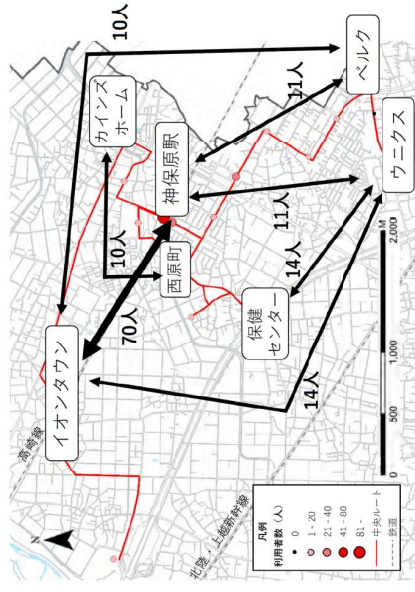 10人
カインズ
ホーム
ベルク
11人
神保原駅
10人
西原町
ウニクス
11人
イオンタウン
70人
14人
保健
センター
14人
高崎線
北陸・上越新幹線
0
500
1,000
2,000
M
凡例
利用者数(人)
0
1 - 20
21 - 40
41 - 80
81 -
中央ルート
鉄道